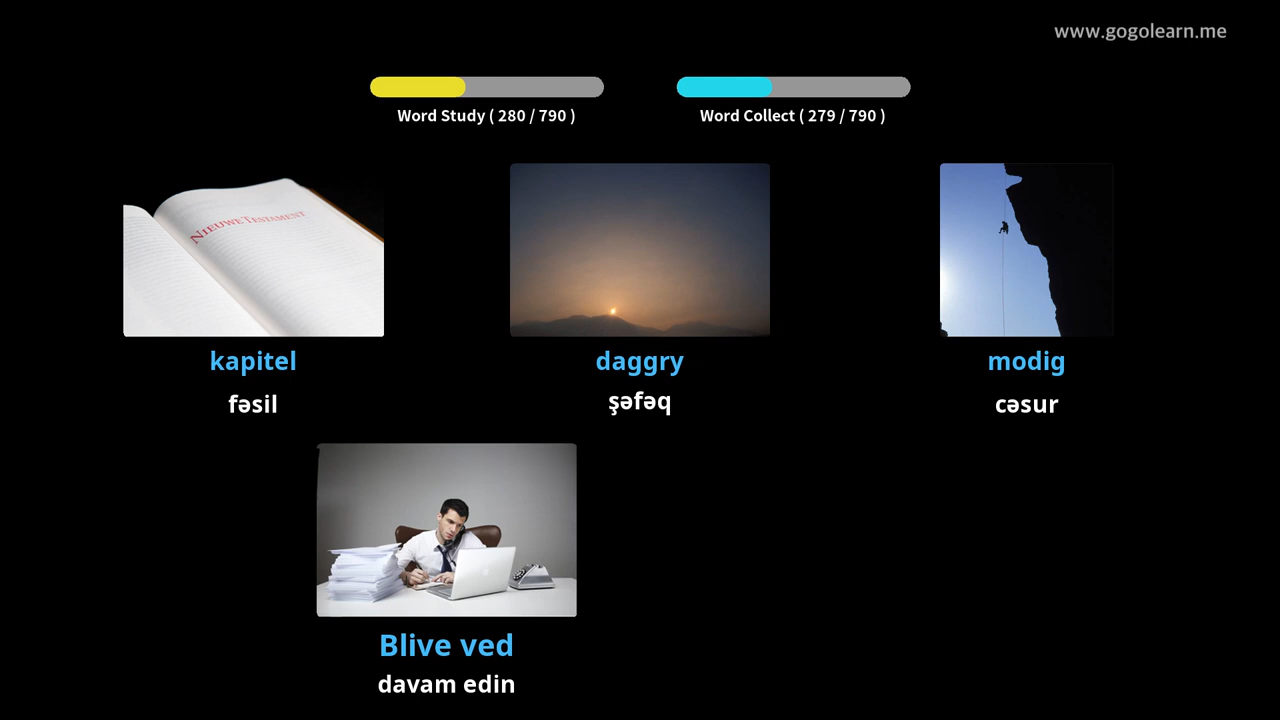 www.gogolearn.me
Word Study ( 280 / 790 )
Word Collect ( 279 / 790 )
NIEUWE TESTAMENT
kapitel
daggry
modig
fəsil
şəfəq
cəsur
Blive ved
davam edin